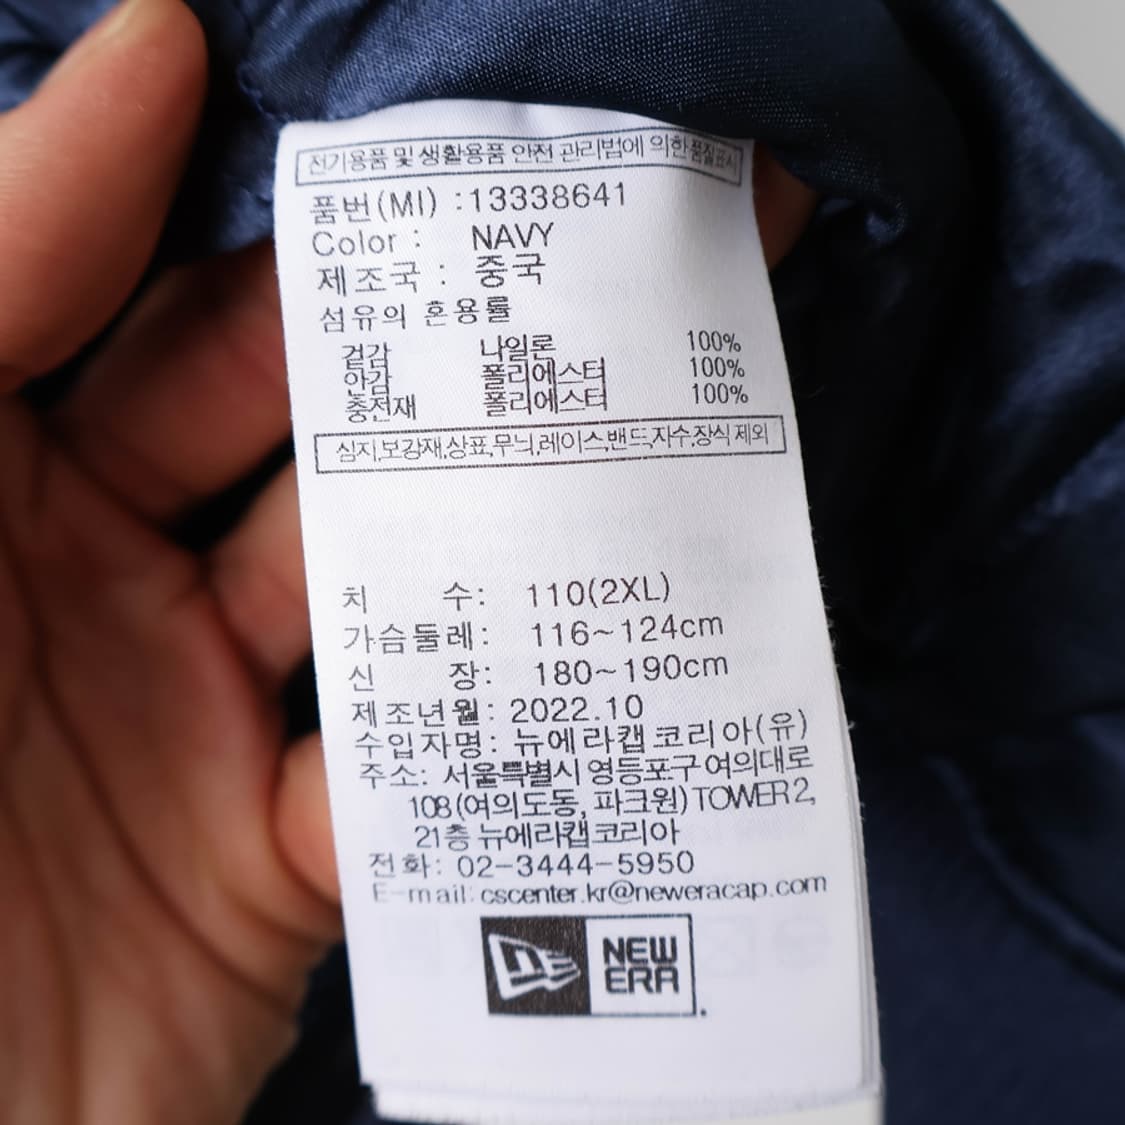 전기용품 및 생활용품 안전 관리법에 의한 품질표시
품번(MI) :13338641
Color : NAVY
제조국 : 중국
섬유의 혼용률
겉감 나일론 100%
안감 폴리에스터 100%
충전재 폴리에스터 100%
심지,보강재,상표,무늬,레이스,밴드,자수,장식 제외
치 수: 110(2XL)
가슴둘레: 116~124cm
신 장: 180~190cm
제조년월: 2022.10
수입자명: 뉴에라캡코리아(유)
주소: 서울특별시 영등포구 여의대로
108 (여의도동, 파크원) TOWER 2,
21층 뉴에라캡코리아
전화: 02-3444-5950
E-mail: cscenter.kr@neweracap.com
NEW
ERA